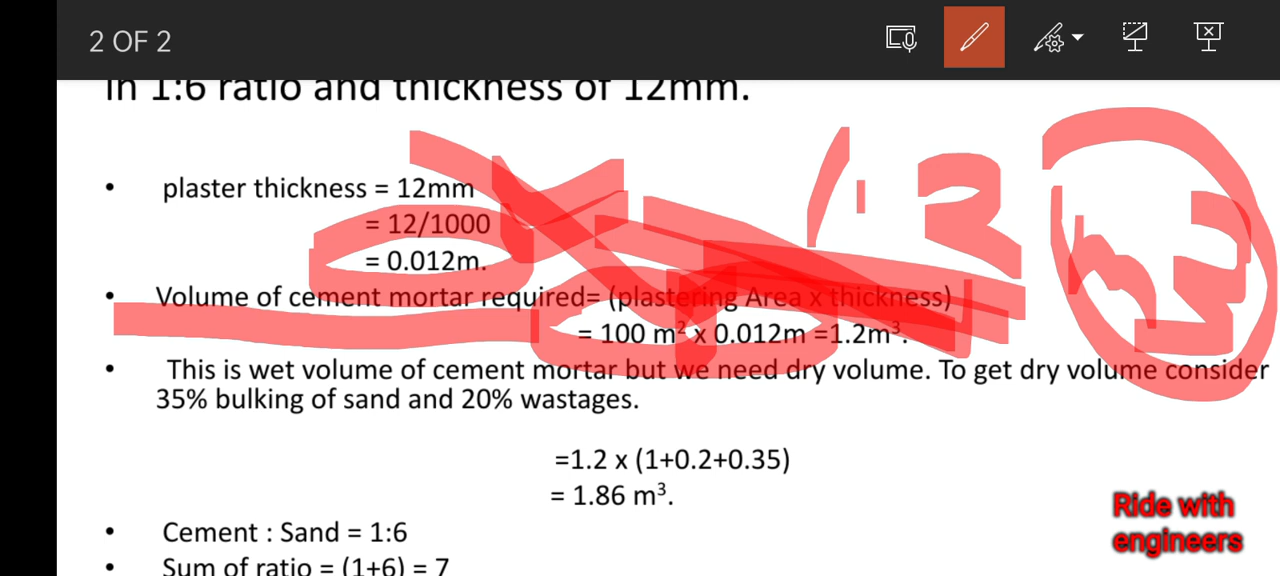 2 OF 2
in 1:6 ratio and thickness of 12mm.
• plaster thickness = 12mm
= 12/1000
= 0.012m.
• Volume of cement mortar required= (plastering Area x thickness)
= 100 m² x 0.012m =1.2m³.
• This is wet volume of cement mortar but we need dry volume. To get dry volume consider
35% bulking of sand and 20% wastages.
=1.2 x (1+0.2+0.35)
= 1.86 m³.
• Cement : Sand = 1:6
• Sum of ratio = (1+6) = 7
1.2 m3
Ride with
engineers